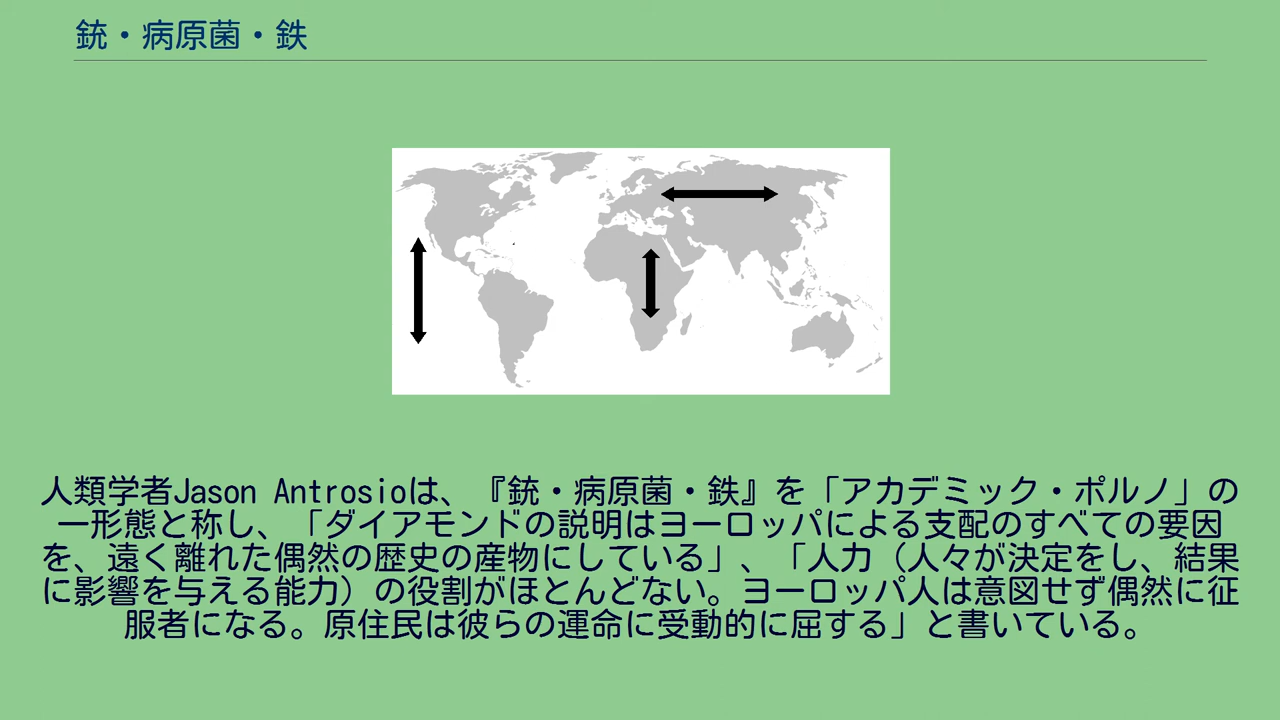 銃・病原菌・鉄
人類学者Jason Antrosioは、『銃・病原菌・鉄』を「アカデミック・ポルノ」の
一形態と称し、「ダイアモンドの説明はヨーロッパによる支配のすべての要因
を、遠く離れた偶然の歴史の産物にしている」、「人力（人々が決定をし、結果
に影響を与える能力）の役割がほとんどない。ヨーロッパ人は意図せず偶然に征
服者になる。原住民は彼らの運命に受動的に屈する」と書いている。